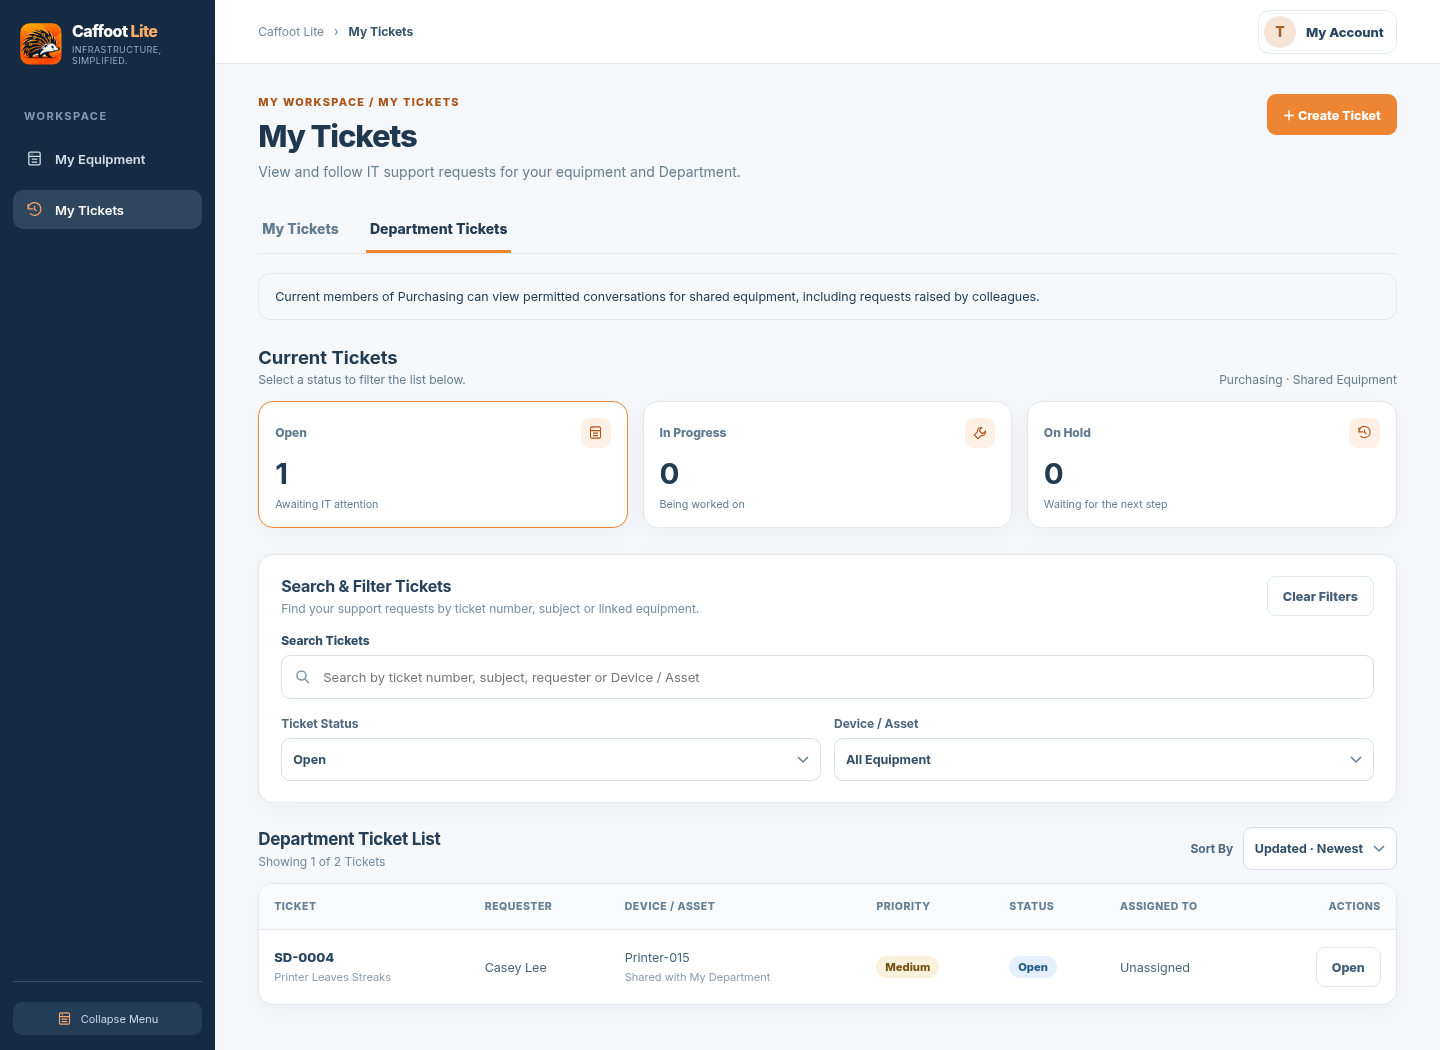 Caffoot Lite
INFRASTRUCTURE,
SIMPLIFIED.
WORKSPACE
My Equipment
My Tickets
Collapse Menu
Caffoot Lite › My Tickets
T My Account
MY WORKSPACE / MY TICKETS
My Tickets
View and follow IT support requests for your equipment and Department.
+ Create Ticket
My Tickets Department Tickets
Current members of Purchasing can view permitted conversations for shared equipment, including requests raised by colleagues.
Current Tickets
Select a status to filter the list below.
Purchasing · Shared Equipment
Open
1
Awaiting IT attention
In Progress
0
Being worked on
On Hold
0
Waiting for the next step
Search & Filter Tickets
Find your support requests by ticket number, subject or linked equipment.
Clear Filters
Search Tickets
Search by ticket number, subject, requester or Device / Asset
Ticket Status
Open
Device / Asset
All Equipment
Department Ticket List
Showing 1 of 2 Tickets
Sort By Updated · Newest
TICKET REQUESTER DEVICE / ASSET PRIORITY STATUS ASSIGNED TO ACTIONS
SD-0004
Printer Leaves Streaks
Casey Lee
Printer-015
Shared with My Department
Medium
Open
Unassigned
Open